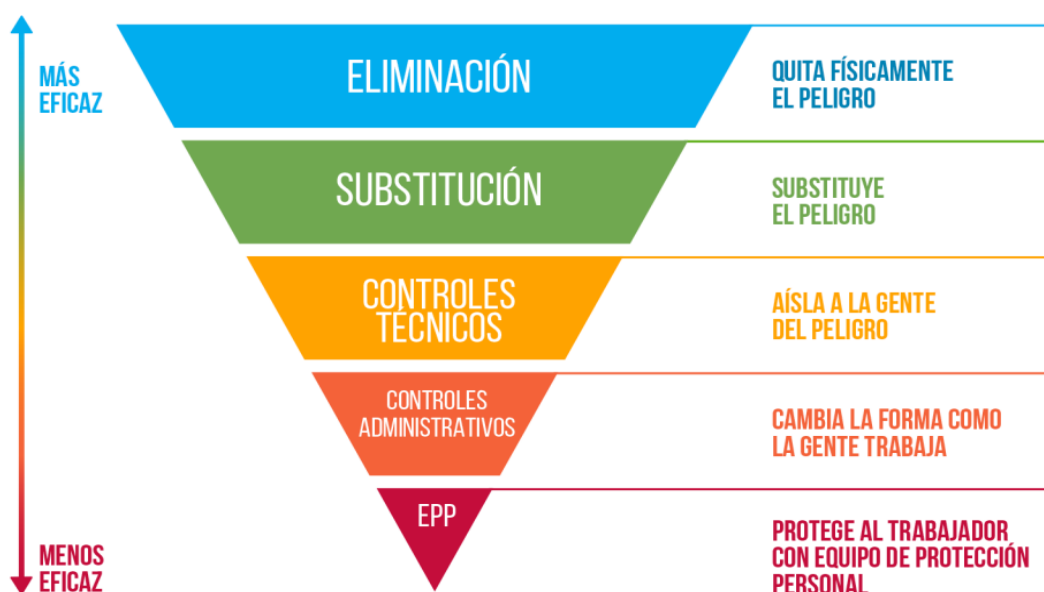 MÁS
EFICAZ
ELIMINACIÓN
QUITA FÍSICAMENTE
EL PELIGRO
SUBSTITUCIÓN
SUBSTITUYE
EL PELIGRO
CONTROLES
TÉCNICOS
AÍSLA A LA GENTE
DEL PELIGRO
CONTROLES
ADMINISTRATIVOS
CAMBIA LA FORMA COMO
LA GENTE TRABAJA
EPP
PROTEGE AL TRABAJADOR
CON EQUIPO DE PROTECCIÓN
PERSONAL
MENOS
EFICAZ